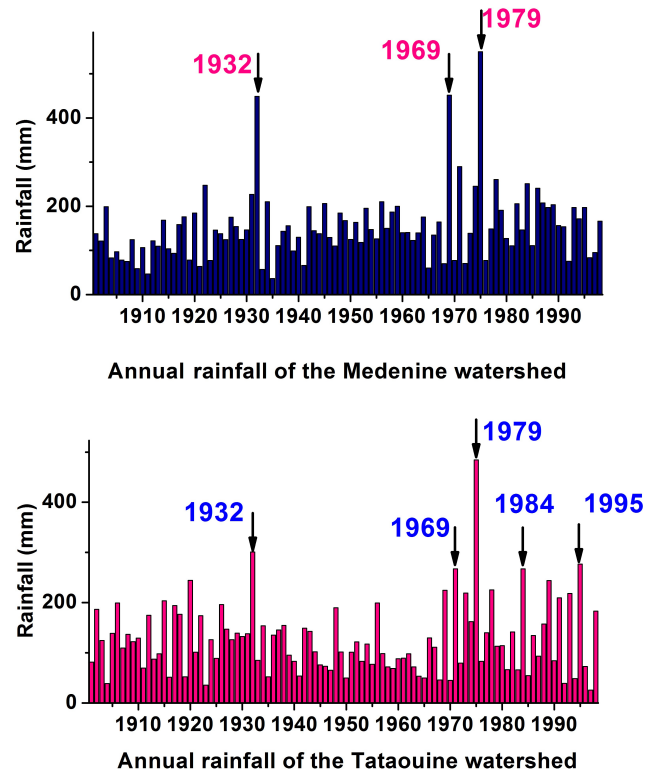 1979
1932
1969
Rainfall (mm)
400
200
0
1910 1920 1930 1940 1950 1960 1970 1980 1990
Annual rainfall of the Medenine watershed
1979
1932
1969
1984
1995
Rainfall (mm)
400
200
0
1910 1920 1930 1940 1950 1960 1970 1980 1990
Annual rainfall of the Tataouine watershed